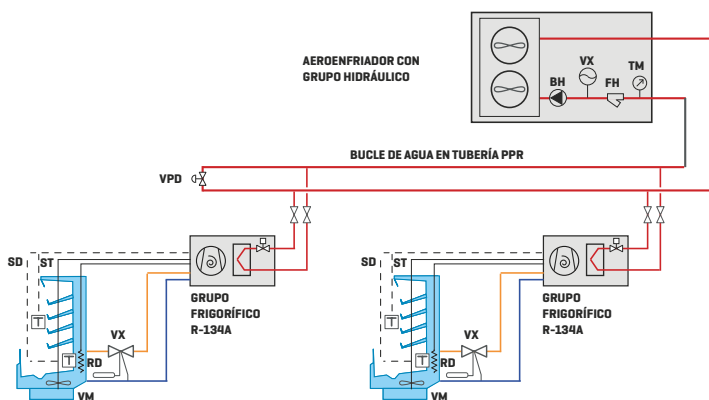 AEROENFRIADOR CON
GRUPO HIDRÁULICO
BH
VX
FH
TM
BUCLE DE AGUA EN TUBERÍA PPR
VPD
SD
ST
T
T
RD
VX
VM
GRUPO
FRIGORÍFICO
R-134A
SD
ST
T
T
RD
VX
VM
GRUPO
FRIGORÍFICO
R-134A